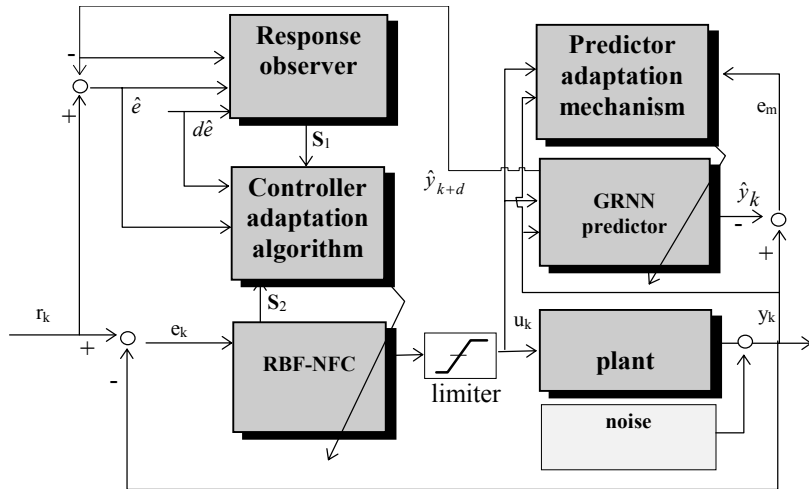 Response
observer
Predictor
adaptation
mechanism
-
+
ê
dê
S₁
eₘ
Controller
adaptation
algorithm
ŷₖ₊d
GRNN
predictor
ŷₖ
-
+
S₂
rₖ
+
-
eₖ
RBF-NFC
limiter
uₖ
plant
yₖ
noise